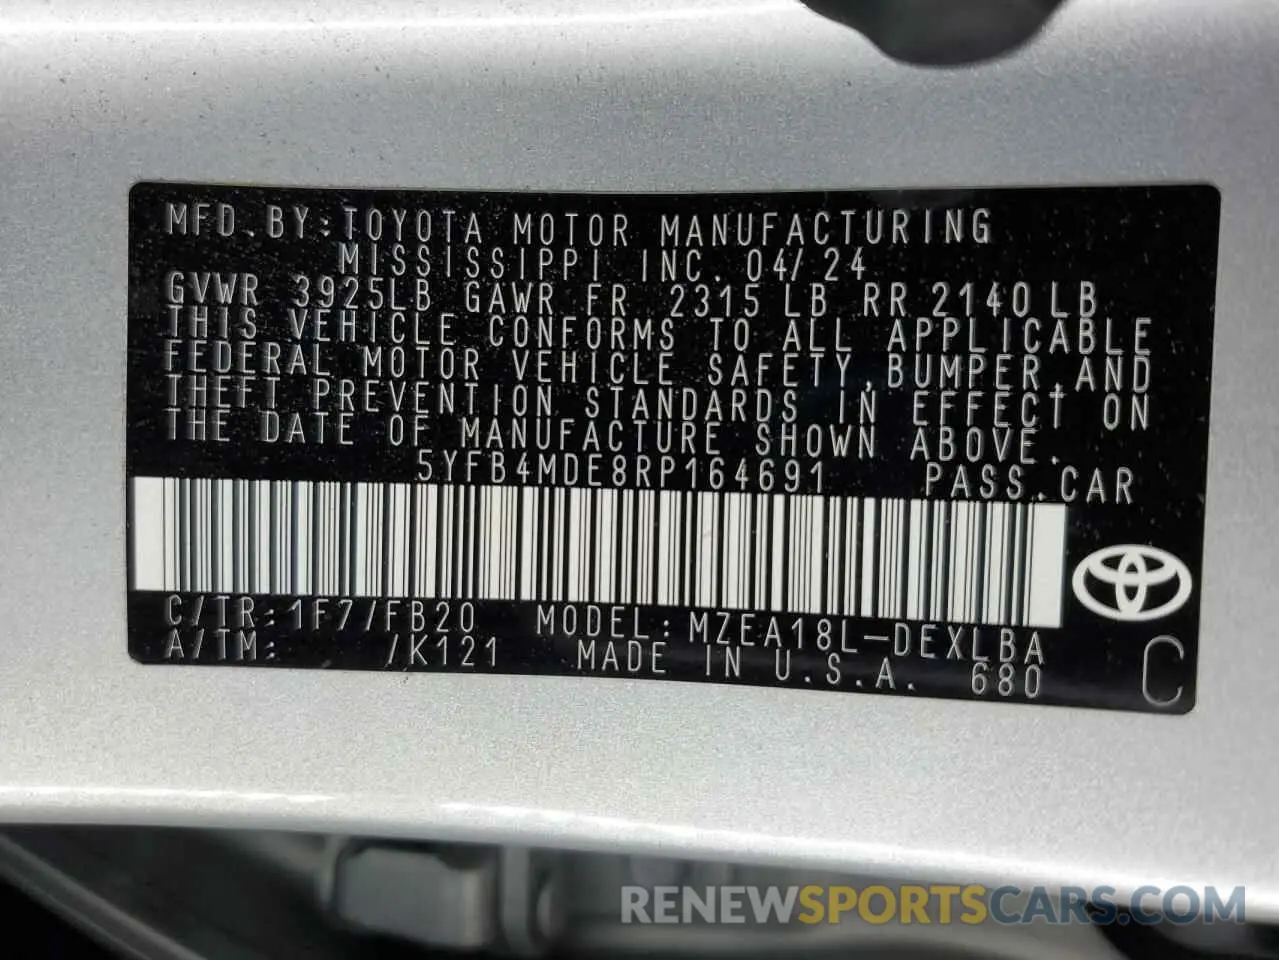 MFD.BY:TOYOTA MOTOR MANUFACTURING
MISSISSIPPI INC. 04/24
GVWR 3925LB GAWR FR 2315 LB RR 2140 LB
THIS VEHICLE CONFORMS TO ALL APPLICABLE
FEDERAL MOTOR VEHICLE SAFETY,BUMPER,AND
THEFT PREVENTION STANDARDS IN EFFECT ON
THE DATE OF MANUFACTURE SHOWN ABOVE.
5YFB4MDE8RP164691 PASS.CAR
C/TR:1F7/FB20 MODEL:MZEA18L-DEXLBA
A/TM: /K121 MADE IN U.S.A. 680
C
RENEWSPORTSCARS.COM